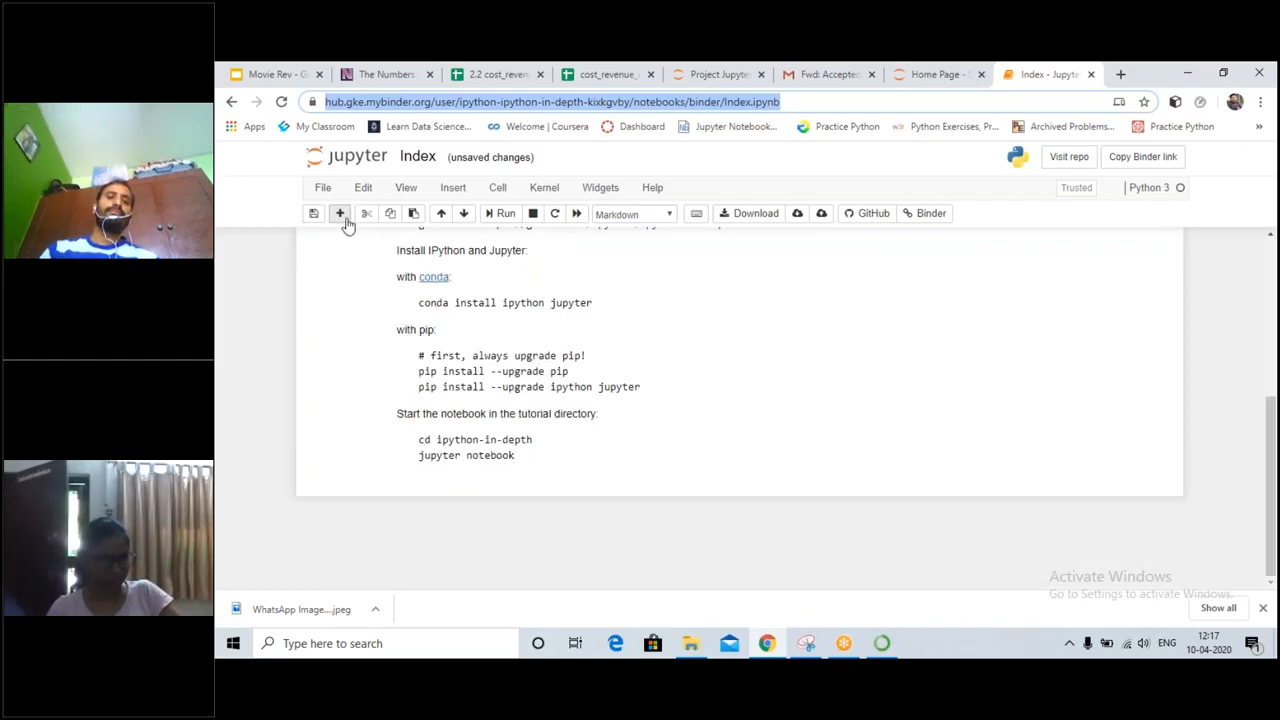 Movie Rev - G
The Numbers
2.2 cost_reven
cost_revenue_
Project Jupyte
Fwd: Accepted
Home Page - S
Index - Jupyte
hub.gke.mybinder.org/user/ipython-ipython-in-depth-kixkgvby/notebooks/binder/Index.ipynb
Apps
My Classroom
Learn Data Science...
Welcome | Coursera
Dashboard
Jupyter Notebook...
Practice Python
Python Exercises, Pr...
Archived Problems...
Practice Python
jupyter Index (unsaved changes)
Visit repo
Copy Binder link
File Edit View Insert Cell Kernel Widgets Help
Trusted
Python 3
Run
Markdown
Download
GitHub
Binder
Install IPython and Jupyter:
with conda:
conda install ipython jupyter
with pip:
# first, always upgrade pip!
pip install --upgrade pip
pip install --upgrade ipython jupyter
Start the notebook in the tutorial directory:
cd ipython-in-depth
jupyter notebook
Activate Windows
Go to Settings to activate Windows.
WhatsApp Image....jpeg
Show all
Type here to search
ENG
12:17
10-04-2020